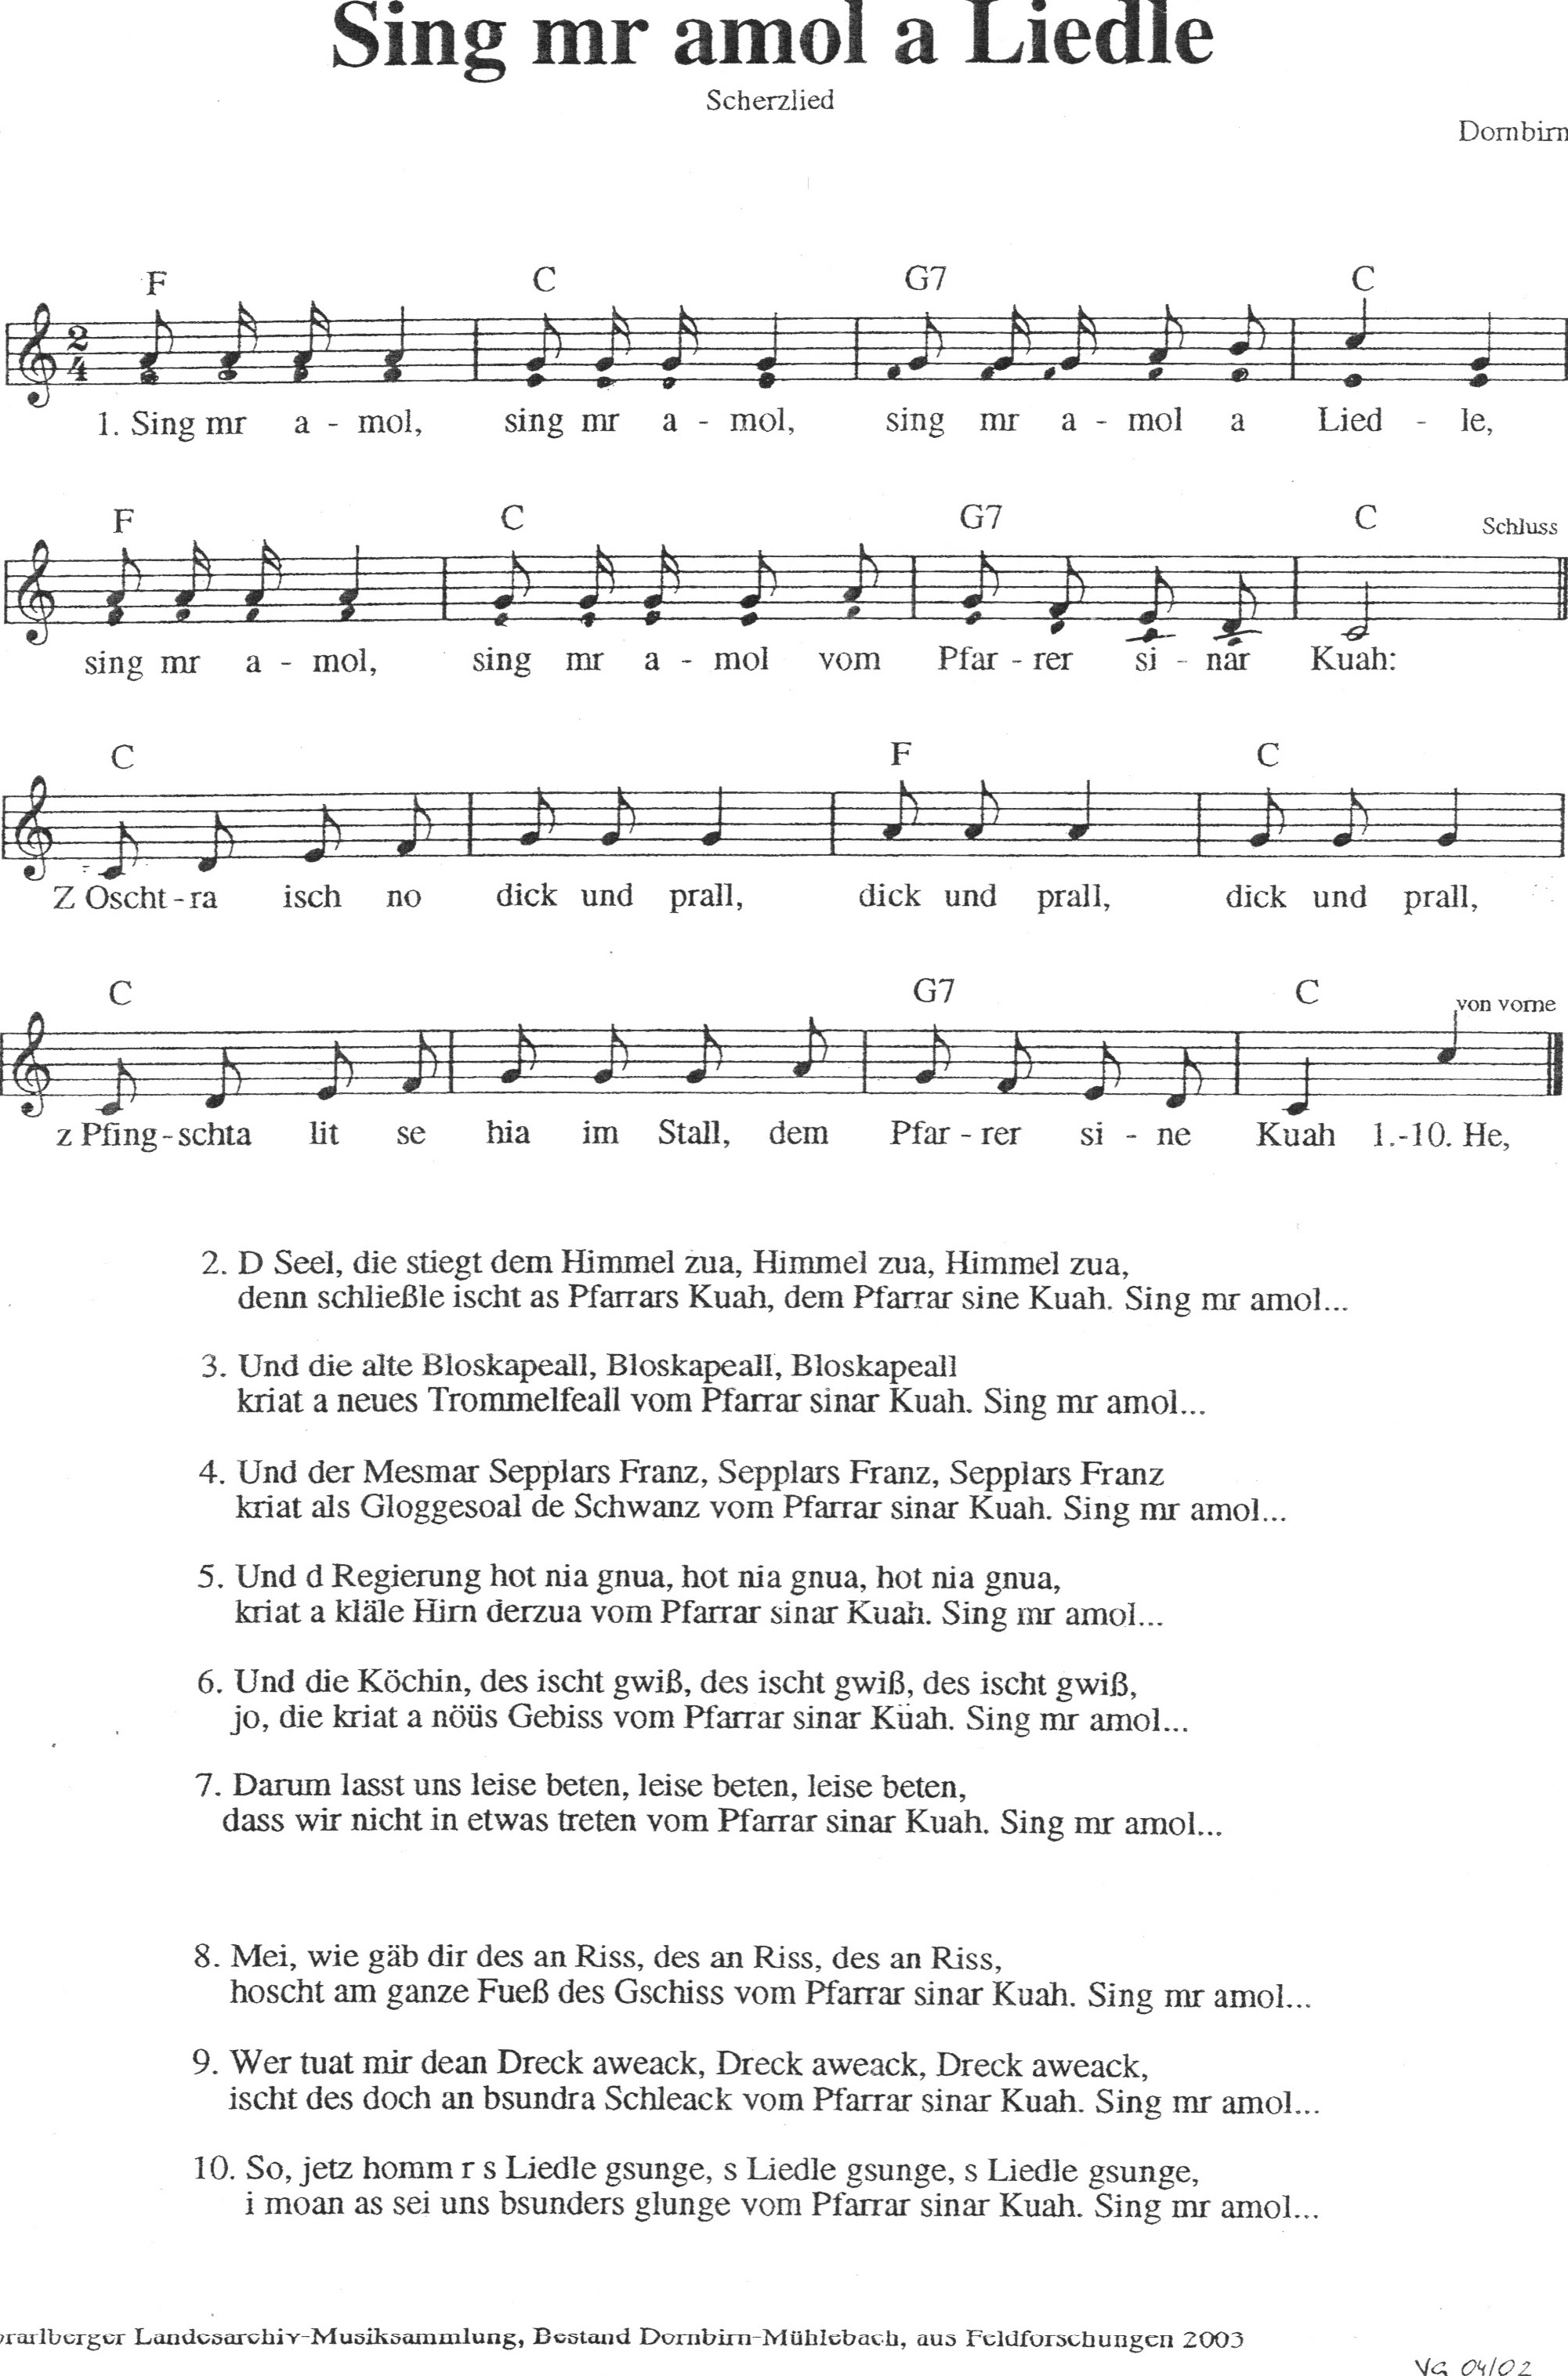 Sing mr amol a Liedle
Scherzlied
Dornbirn
F C G7 C
2
4
1. Sing mr a - mol, sing mr a - mol, sing mr a - mol a Lied - le,
F C G7 C Schluss
sing mr a - mol, sing mr a - mol vom Pfar - rer si - när Kuah:
C F C
Z Oscht - ra isch no dick und prall, dick und prall, dick und prall,
C G7 C von vorne
z Pfing - schta lit se hia im Stall, dem Pfar - rer si - ne Kuah 1.-10. He,
2. D Seel, die stiegt dem Himmel zua, Himmel zua, Himmel zua,
denn schließle ischt as Pfarrars Kuah, dem Pfarrar sine Kuah. Sing mr amol...
3. Und die alte Bloskapeall, Bloskapeall, Bloskapeall
kriat a neues Trommelfeall vom Pfarrar sinar Kuah. Sing mr amol...
4. Und der Mesmar Sepplars Franz, Sepplars Franz, Sepplars Franz
kriat als Gloggesoal de Schwanz vom Pfarrar sinar Kuah. Sing mr amol...
5. Und d Regierung hot nia gnua, hot nia gnua, hot nia gnua,
kriat a kläle Hirn derzua vom Pfarrar sinar Kuah. Sing mr amol...
6. Und die Köchin, des ischt gwiß, des ischt gwiß, des ischt gwiß,
jo, die kriat a nöüs Gebiss vom Pfarrar sinar Kuah. Sing mr amol...
7. Darum lasst uns leise beten, leise beten, leise beten,
dass wir nicht in etwas treten vom Pfarrar sinar Kuah. Sing mr amol...
8. Mei, wie gäb dir des an Riss, des an Riss, des an Riss,
hoscht am ganze Fueß des Gschiss vom Pfarrar sinar Kuah. Sing mr amol...
9. Wer tuat mir dean Dreck aweack, Dreck aweack, Dreck aweack,
ischt des doch an bsundra Schleack vom Pfarrar sinar Kuah. Sing mr amol...
10. So, jetz homm r s Liedle gsunge, s Liedle gsunge, s Liedle gsunge,
i moan as sei uns bsunders glunge vom Pfarrar sinar Kuah. Sing mr amol...
orarlberger Landesarchiv-Musiksammlung, Bestand Dornbirn-Mühlebach, aus Feldforschungen 2003
VG 04/02